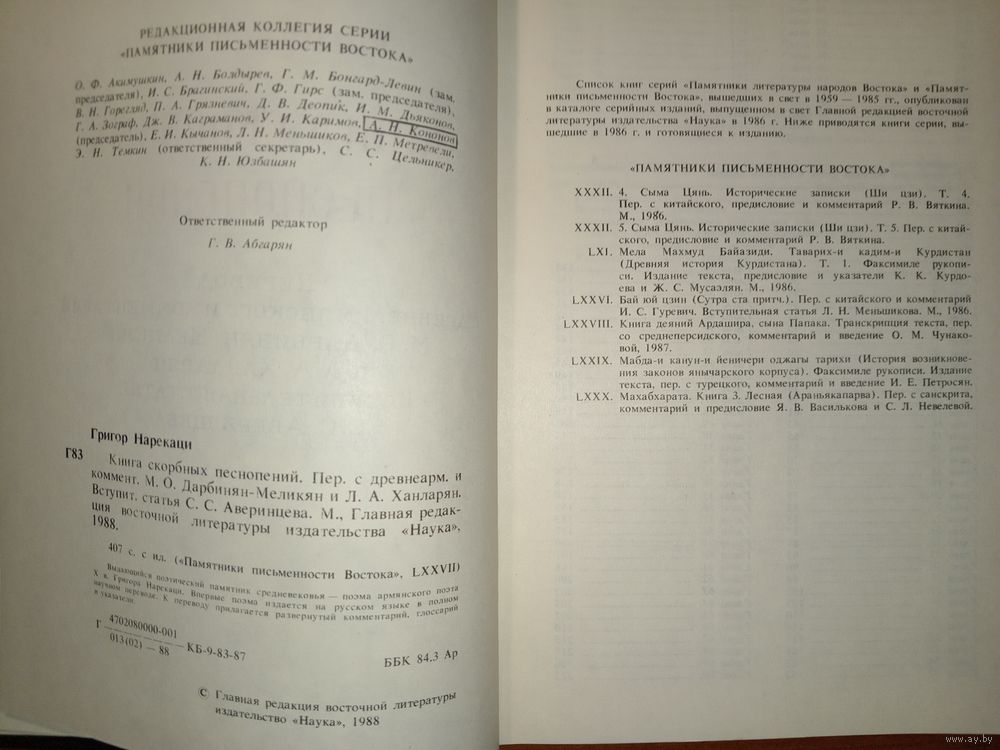 РЕДАКЦИОННАЯ КОЛЛЕГИЯ СЕРИИ
«ПАМЯТНИКИ ПИСЬМЕННОСТИ ВОСТОКА»
О. Ф. Акимушкин, А. Н. Болдырев, Г. М. Бонгард-Левин (зам.
председателя), И. С. Брагинский, Г. Ф. Гирс (зам. председателя),
В. Н. Горегляд, П. А. Грязневич, Д. В. Деопик, И. М. Дьяконов,
Г. А. Зограф, Дж. В. Каграманов, У. И. Каримов, А. Н. Кононов
(председатель), Е. И. Кычанов, Л. Н. Меньшиков, Е. П. Метревели,
Э. Н. Темкин (ответственный секретарь), С. С. Цельникер,
К. Н. Юзбашян
Ответственный редактор
Г. В. Абгарян
Григор Нарекаци
Г83 Книга скорбных песнопений. Пер. с древнеарм. и
коммент. М. О. Дарбинян-Меликян и Л. А. Ханларян.
Вступит. статья С. С. Аверинцева. М., Главная редак-
ция восточной литературы издательства «Наука»,
1988.
407 с. с ил. («Памятники письменности Востока», LXXVII)
Выдающийся поэтический памятник средневековья — поэма армянского поэта
X в. Григора Нарекаци. Впервые поэма издается на русском языке в полном
научном переводе. К переводу прилагается развернутый комментарий, глоссарий
и указатели.
Г 4702080000-001
013(02) — 88 — КБ-9-83-87
ББК 84.3 Ар
© Главная редакция восточной литературы
издательство «Наука», 1988
Список книг серий «Памятники литературы народов Востока» и «Памят-
ники письменности Востока», вышедших в свет в 1959 — 1985 гг., опубликован
в каталоге серийных изданий, выпущенном в свет Главной редакцией восточной
литературы издательства «Наука» в 1986 г. Ниже приводятся книги серии, вы-
шедшие в 1986 г. и готовящиеся к изданию.
«ПАМЯТНИКИ ПИСЬМЕННОСТИ ВОСТОКА»
XXXII. 4. Сыма Цянь. Исторические записки (Ши цзи). Т. 4.
Пер. с китайского, предисловие и комментарий Р. В. Вяткина.
М., 1986.
XXXII. 5. Сыма Цянь. Исторические записки (Ши цзи). Т. 5. Пер. с китай-
ского, предисловие и комментарий Р. В. Вяткина.
LXI. Мела Махмуд Байазиди. Таварих-и кадим-и Курдистан
(Древняя история Курдистана). Т. 1. Факсимиле рукопи-
си. Издание текста, предисловие и указатели К. К. Курдо-
ева и Ж. С. Мусаэлян. М., 1986.
LXXVI. Бай юй цзин (Сутра ста притч.). Пер. с китайского и комментарий
И. С. Гуревич. Вступительная статья Л. Н. Меньшикова. М., 1986.
LXXVIII. Книга деяний Ардашира, сына Папака. Транскрипция текста, пер.
со среднеперсидского, комментарий и введение О. М. Чунако-
вой, 1987.
LXXIX. Мабда-и канун-и йеничери оджагы тарихи (История возникнове-
ния законов янычарского корпуса). Факсимиле рукописи. Издание
текста, пер. с турецкого, комментарий и введение И. Е. Петросян.
LXXX. Махабхарата. Книга 3. Лесная (Араньякапарва). Пер. с санскрита,
комментарий и предисловие Я. В. Василькова и С. Л. Невелевой.
www.ay.by